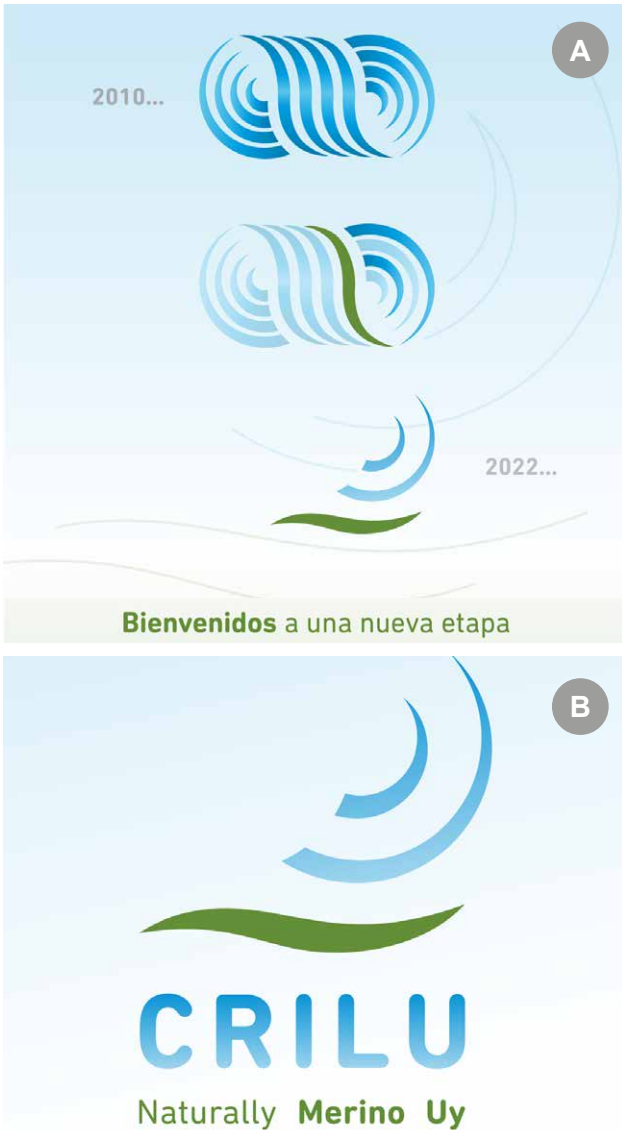 A
2010...
2022...
Bienvenidos a una nueva etapa
B
CRILU
Naturally Merino Uy